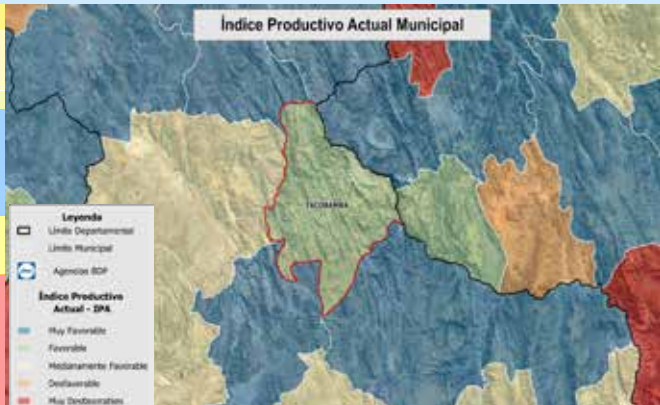 Índice Productivo Actual Municipal
TACOBAMBA
Leyenda
Límite Departamental
Límite Municipal
Agencias BDP
Índice Productivo
Actual - IPA
Muy Favorable
Favorable
Medianamente Favorable
Desfavorable
Muy Desfavorables